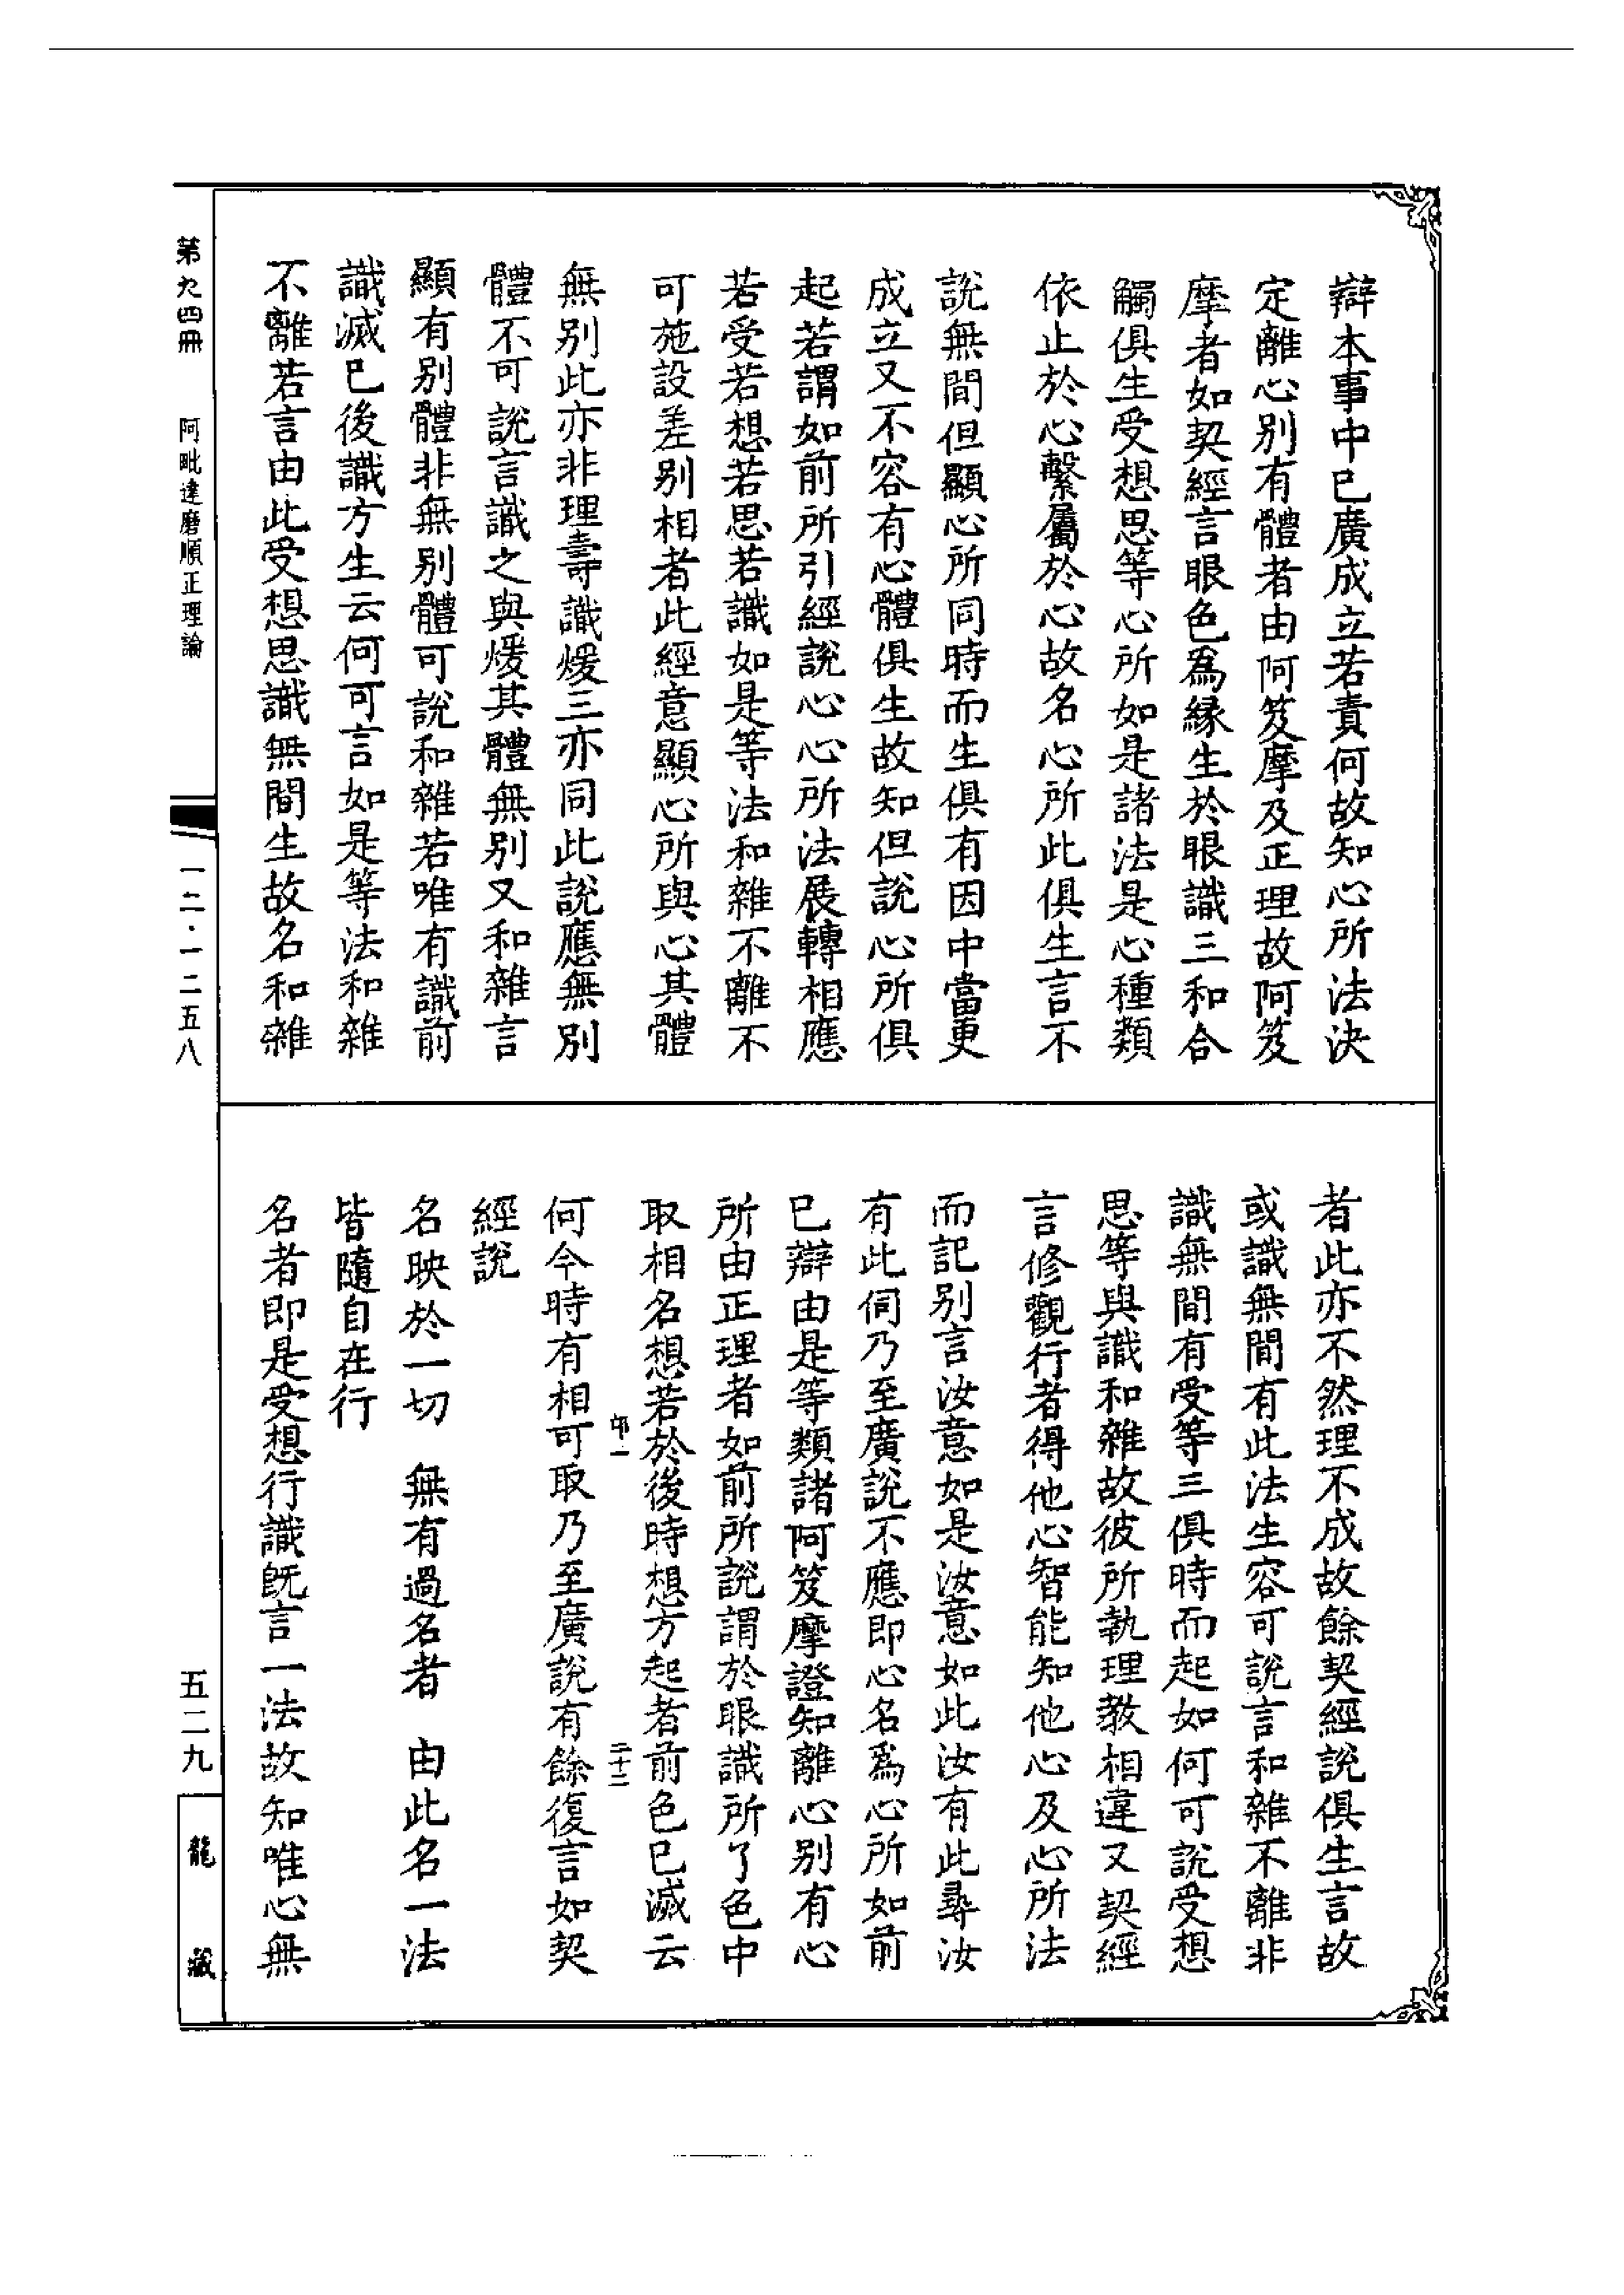 辯本事中已廣成立若責何故知心所法決
定離心別有體者由阿笈摩及正理故阿笈
摩者如契經言眼色為緣生於眼識三和合
觸俱生受想思等心所如是諸法是心種類
依止於心繫屬於心故名心所此俱生言不
說無間但顯心所同時而生俱有因中當更
成立又不容有心體俱生故知但說心所俱
起若謂如前所引經說心心所法展轉相應
若受若想若思若識如是等法和雜不離不
可施設差別相者此經意顯心所與心其體
無別此亦非理壽識煖三亦同此說應無別
體不可說言識之與煖其體無別又和雜言
顯有別體非無別體可說和雜若唯有識前
識滅已後識方生云何可言如是等法和雜
不離若言由此受想思識無間生故名和雜
者此亦不然理不成故餘契經說俱生言故
或識無間有此法生容可說言和雜不離非
識無間有受等三俱時而起如何可說受想
思等與識和雜故彼所執理教相違又契經
言修觀行者得他心智能知他心及心所法
而記別言汝意如是汝意如此汝有此尋汝
有此伺乃至廣說不應即心名為心所如前
已辯由是等類諸阿笈摩證知離心別有心
所由正理者如前所說謂於眼識所了色中
取相名想若於後時想方起者前色已滅云
何今時有相可取乃至廣說有餘復言如契
經說
名映於一切 無有過名者 由此名一法
皆隨自在行
名者即是受想行識既言一法故知唯心無
二十三
第九四冊 阿毗達磨順正理論
一二·一二五八
五二九
龍藏